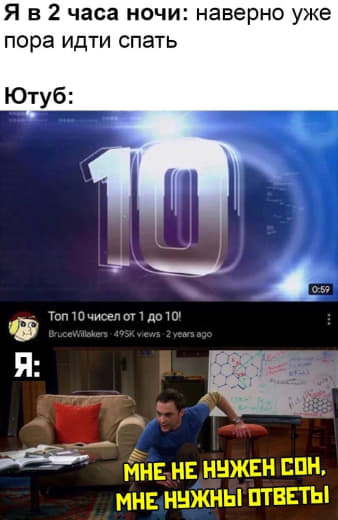 Я в 2 часа ночи: наверно уже
пора идти спать
Ютуб:
10
0:59
Топ 10 чисел от 1 до 10!
BruceWillakers · 495K views · 2 years ago
Я:
МНЕ НЕ НУЖЕН СОН,
МНЕ НУЖНЫ ОТВЕТЫ